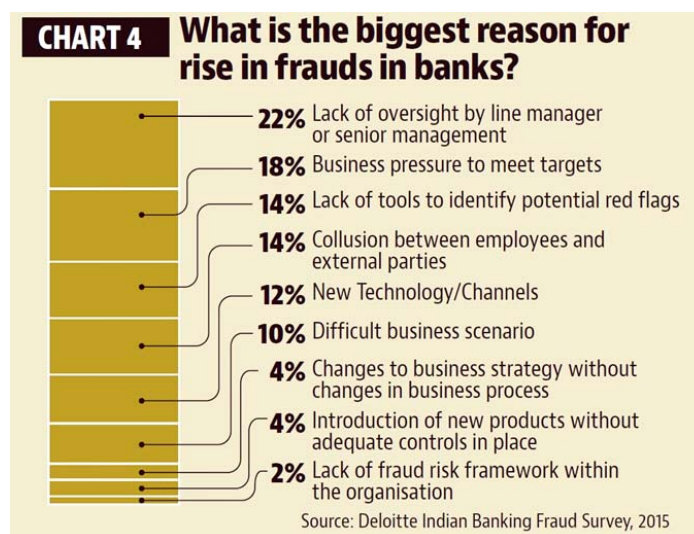 CHART 4
What is the biggest reason for
rise in frauds in banks?
22% Lack of oversight by line manager
or senior management
18% Business pressure to meet targets
14% Lack of tools to identify potential red flags
14% Collusion between employees and
external parties
12% New Technology/Channels
10% Difficult business scenario
4% Changes to business strategy without
changes in business process
4% Introduction of new products without
adequate controls in place
2% Lack of fraud risk framework within
the organisation
Source: Deloitte Indian Banking Fraud Survey, 2015